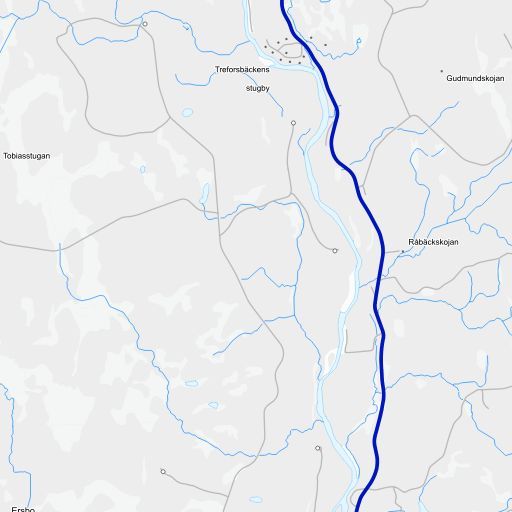 Treforsbäckens
stugby
Gudmundskojan
Tobiasstugan
Råbäckskojan
Ersbo